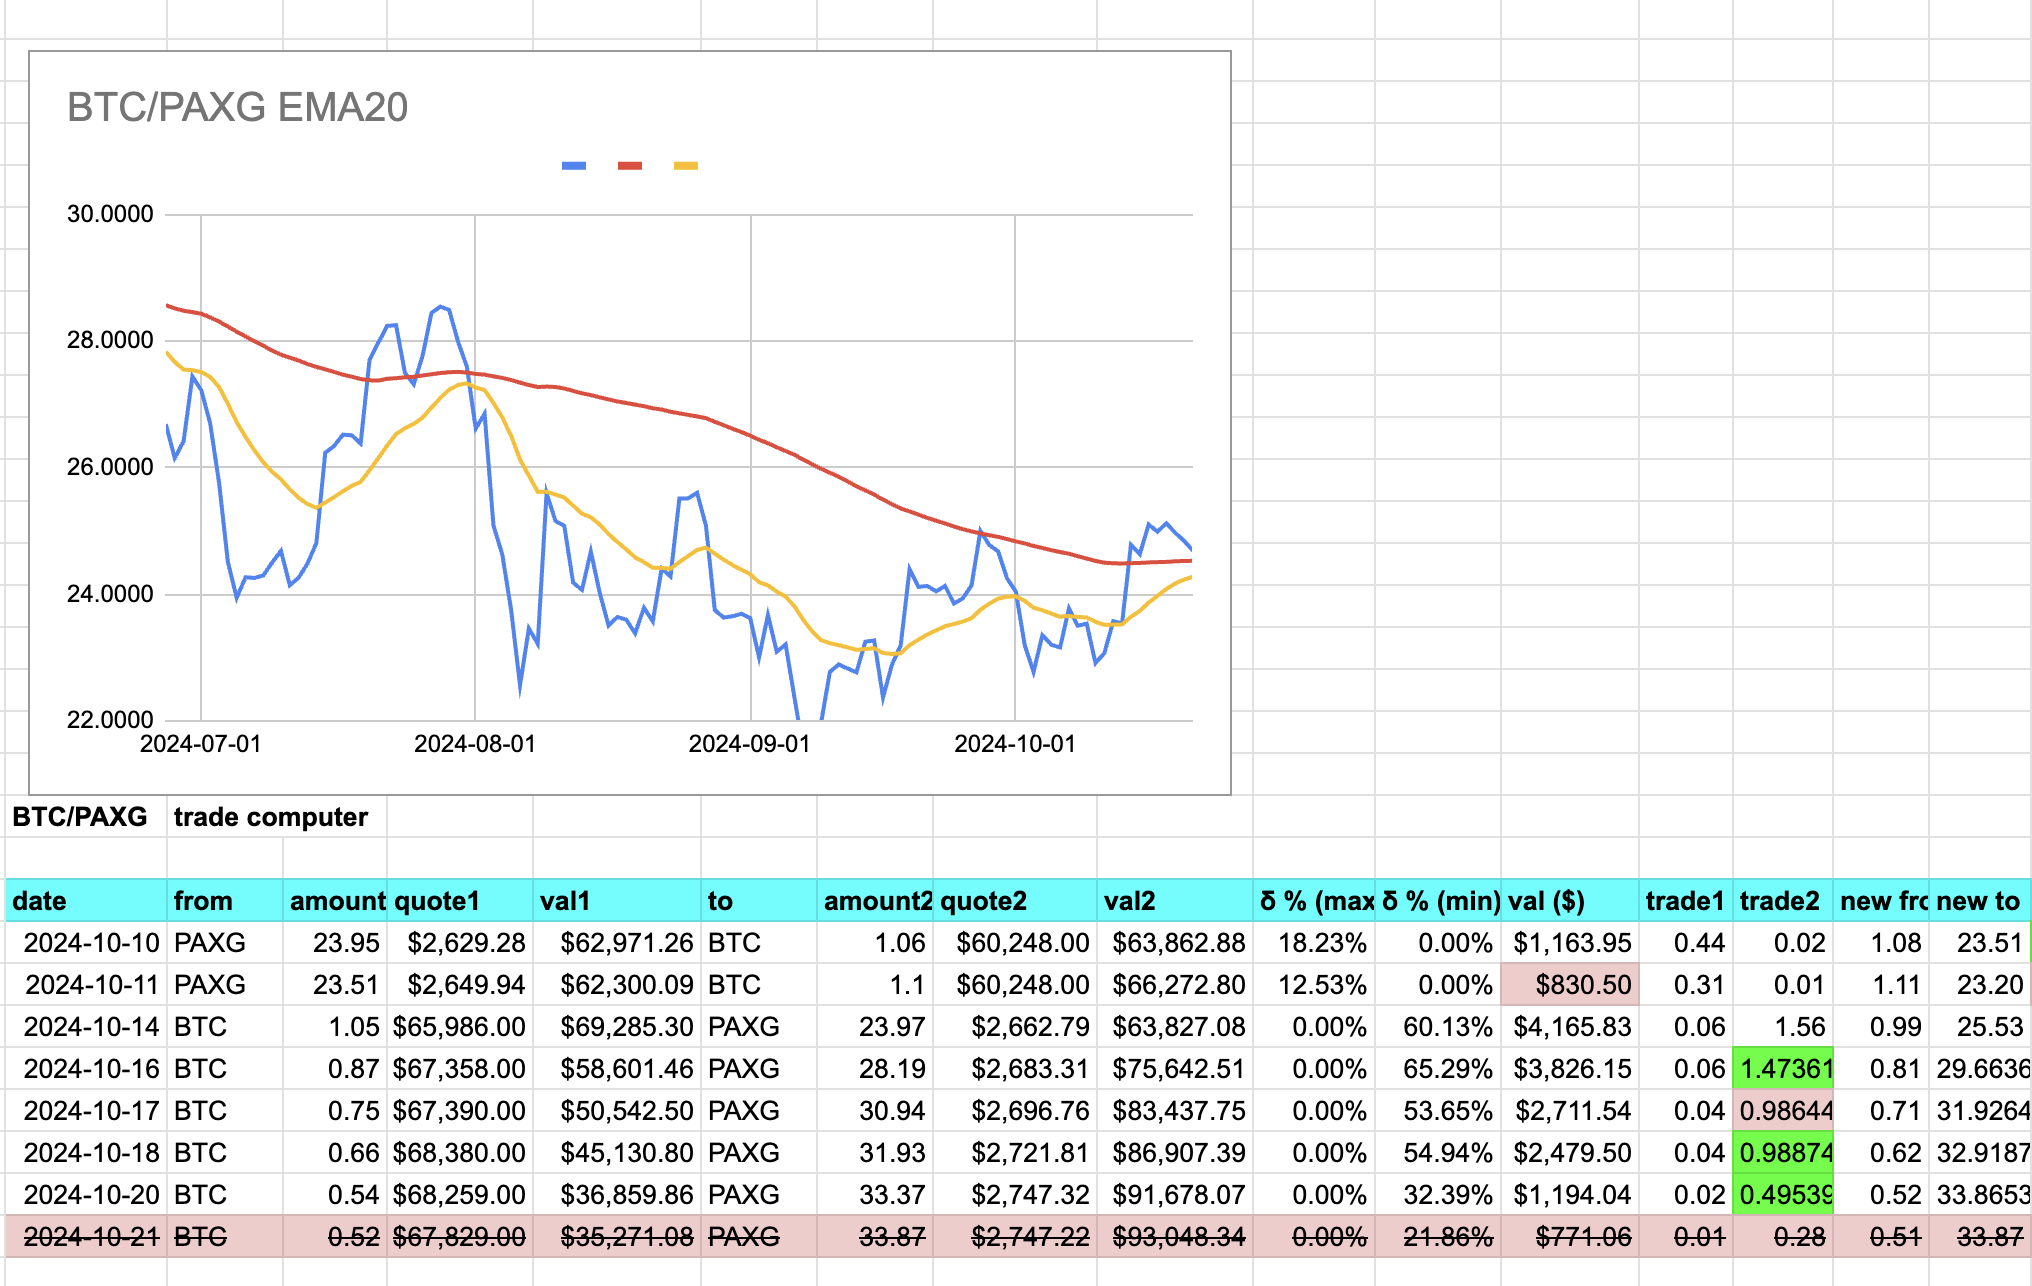 BTC/PAXG EMA20
30.0000
28.0000
26.0000
24.0000
22.0000
2024-07-01 2024-08-01 2024-09-01 2024-10-01
BTC/PAXG trade computer
date from amount quote1 val1 to amount2 quote2 val2 δ % (max δ % (min) val ($) trade1 trade2 new fro new to
2024-10-10 PAXG 23.95 $2,629.28 $62,971.26 BTC 1.06 $60,248.00 $63,862.88 18.23% 0.00% $1,163.95 0.44 0.02 1.08 23.51
2024-10-11 PAXG 23.51 $2,649.94 $62,300.09 BTC 1.1 $60,248.00 $66,272.80 12.53% 0.00% $830.50 0.31 0.01 1.11 23.20
2024-10-14 BTC 1.05 $65,986.00 $69,285.30 PAXG 23.97 $2,662.79 $63,827.08 0.00% 60.13% $4,165.83 0.06 1.56 0.99 25.53
2024-10-16 BTC 0.87 $67,358.00 $58,601.46 PAXG 28.19 $2,683.31 $75,642.51 0.00% 65.29% $3,826.15 0.06 1.47361 0.81 29.6636
2024-10-17 BTC 0.75 $67,390.00 $50,542.50 PAXG 30.94 $2,696.76 $83,437.75 0.00% 53.65% $2,711.54 0.04 0.98644 0.71 31.9264
2024-10-18 BTC 0.66 $68,380.00 $45,130.80 PAXG 31.93 $2,721.81 $86,907.39 0.00% 54.94% $2,479.50 0.04 0.98874 0.62 32.9187
2024-10-20 BTC 0.54 $68,259.00 $36,859.86 PAXG 33.37 $2,747.32 $91,678.07 0.00% 32.39% $1,194.04 0.02 0.49539 0.52 33.8653
2024-10-21 BTC 0.52 $67,829.00 $35,271.08 PAXG 33.87 $2,747.22 $93,048.34 0.00% 21.86% $771.06 0.01 0.28 0.51 33.87